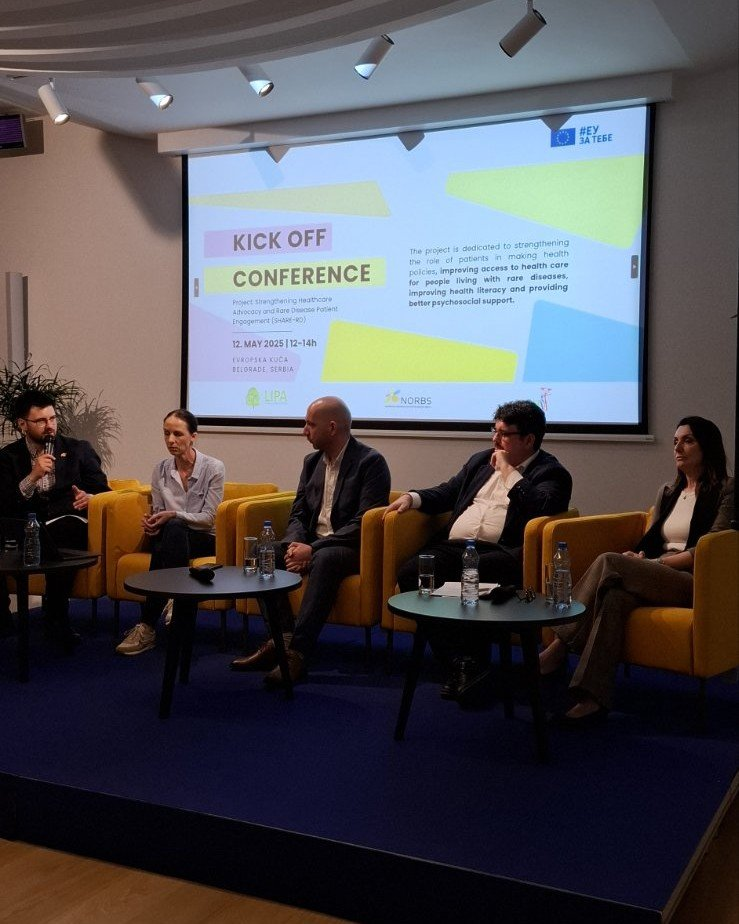 #ЕУ
ЗА ТЕБЕ
KICK OFF
CONFERENCE
Project: Strengthening Healthcare
Advocacy and Rare Disease Patient
Engagement (SHARE-RD)
12. MAY 2025 | 12-14h
EVROPSKA KUĆA
BELGRADE, SERBIA
The project is dedicated to strengthening
the role of patients in making health
policies, improving access to health care
for people living with rare diseases,
improving health literacy and providing
better psychosocial support.
LIPA
NORBS